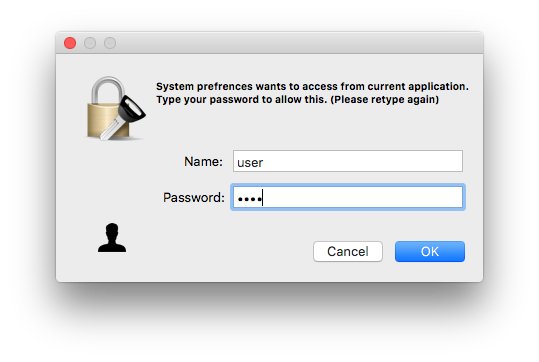 System prefrences wants to access from current application.
Type your password to allow this. (Please retype again)
Name: user
Password: ••••
Cancel OK